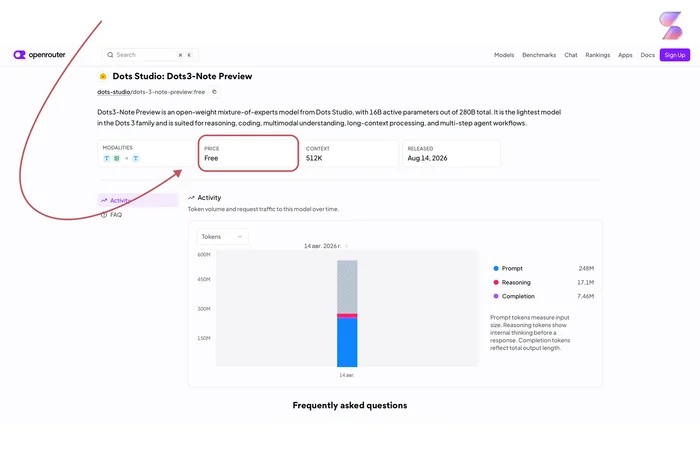 openrouter
Search
⌘ K
Models Benchmarks Chat Rankings Apps Docs Sign Up
Dots Studio: Dots3-Note Preview
dots-studio/dots-3-note-preview:free
Dots3-Note Preview is an open-weight mixture-of-experts model from Dots Studio, with 16B active parameters out of 280B total. It is the lightest model
in the Dots 3 family and is suited for reasoning, coding, multimodal understanding, long-context processing, and multi-step agent workflows.
MODALITIES
PRICE
Free
CONTEXT
512K
RELEASED
Aug 14, 2026
Activity
FAQ
Activity
Token volume and request traffic to this model over time.
Tokens
14 авг. 2026 г.
600M
450M
300M
150M
14 авг.
Prompt 248M
Reasoning 17.1M
Completion 7.46M
Prompt tokens measure input
size. Reasoning tokens show
internal thinking before a
response. Completion tokens
reflect total output length.
Frequently asked questions